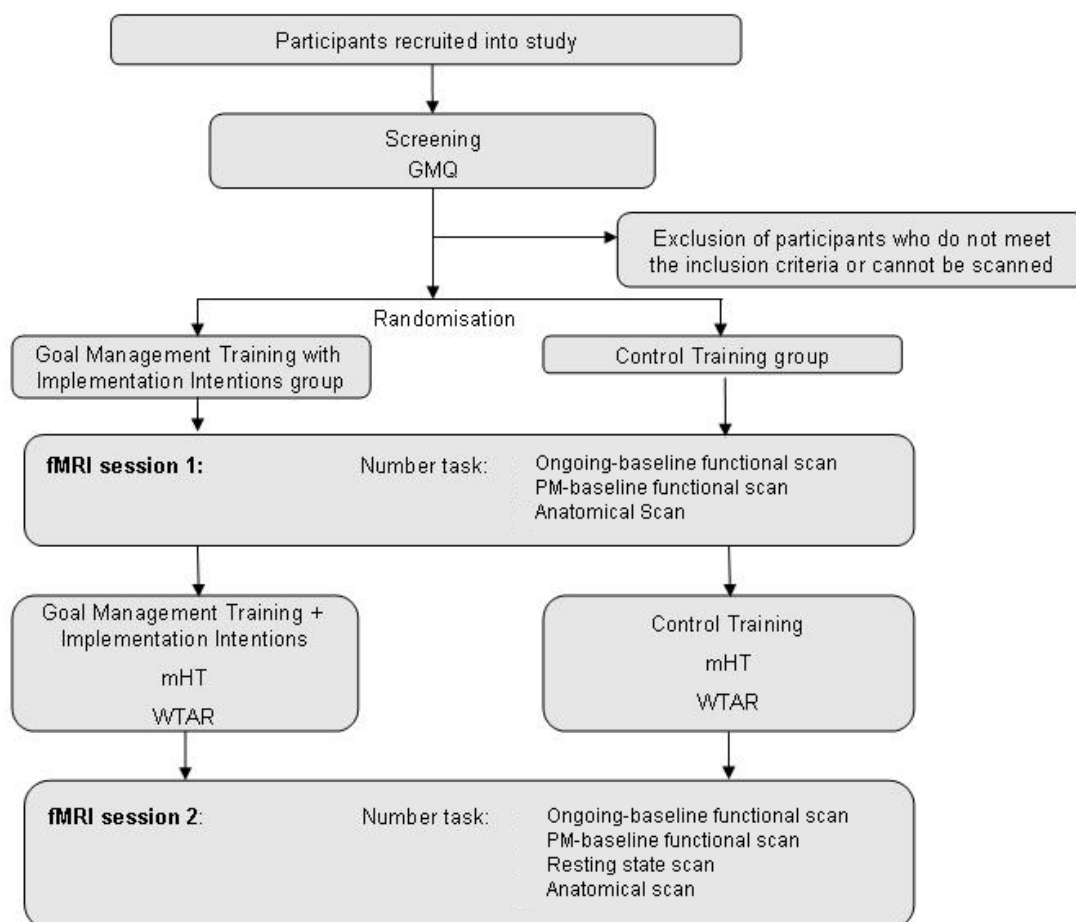 Participants recruited into study
Screening
GMQ
Exclusion of participants who do not meet
the inclusion criteria or cannot be scanned
Randomisation
Goal Management Training with
Implementation Intentions group
Control Training group
fMRI session 1:
Number task:
Ongoing-baseline functional scan
PM-baseline functional scan
Anatomical Scan
Goal Management Training +
Implementation Intentions
mHT
WTAR
Control Training
mHT
WTAR
fMRI session 2:
Number task:
Ongoing-baseline functional scan
PM-baseline functional scan
Resting state scan
Anatomical scan